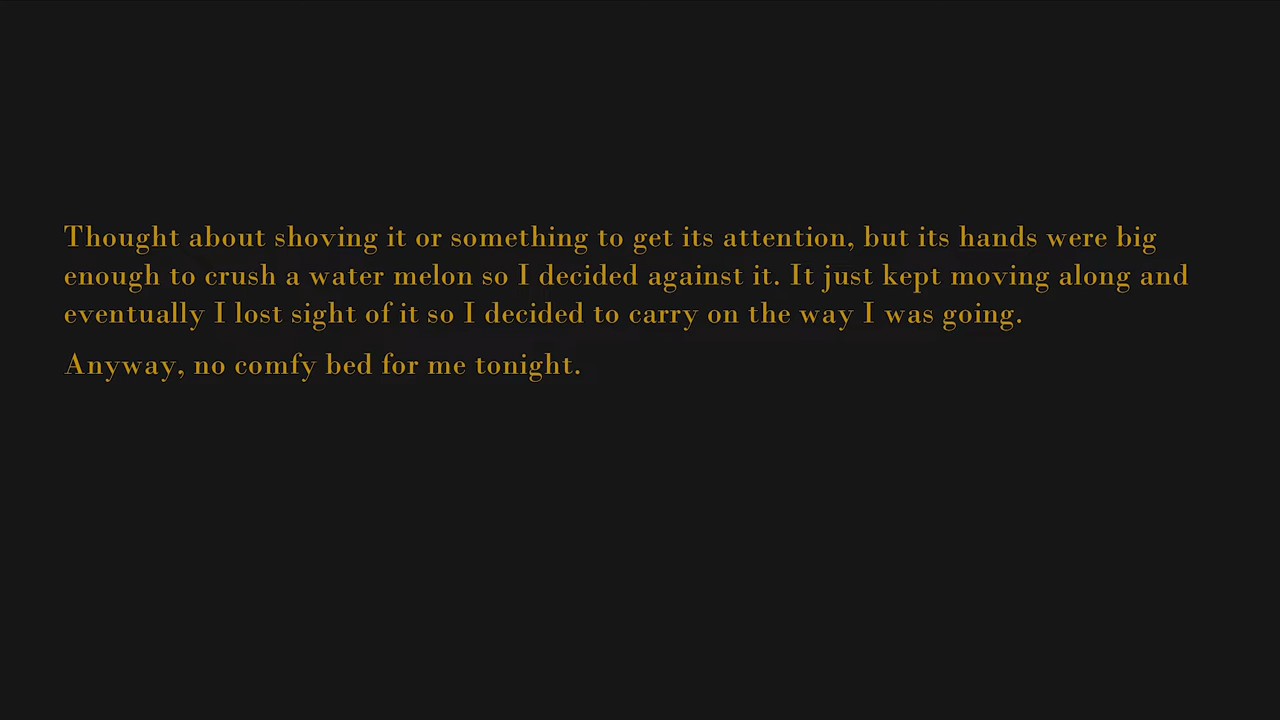 Thought about shoving it or something to get its attention, but its hands were big
enough to crush a water melon so I decided against it. It just kept moving along and
eventually I lost sight of it so I decided to carry on the way I was going.
Anyway, no comfy bed for me tonight.